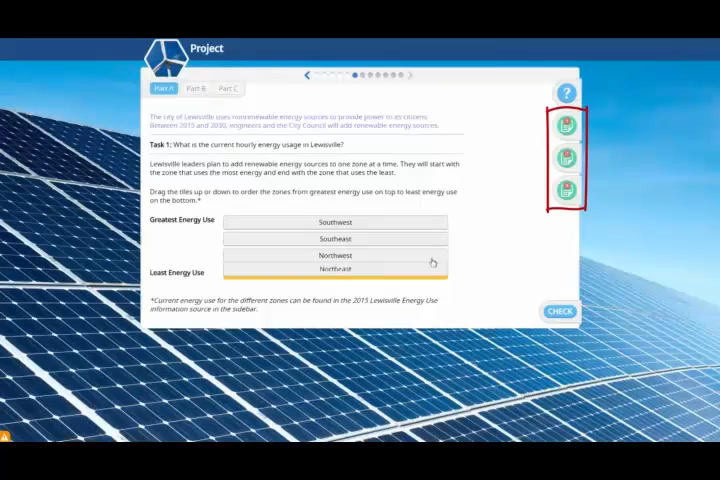 Project
Part A Part B Part C
The city of Lewisville uses nonrenewable energy sources to provide power to its citizens.
Between 2015 and 2030, engineers and the City Council will add renewable energy sources.
Task 1: What is the current hourly energy usage in Lewisville?
Lewisville leaders plan to add renewable energy sources to one zone at a time. They will start with
the zone that uses the most energy and end with the zone that uses the least.
Drag the tiles up or down to order the zones from greatest energy use on top to least energy use
on the bottom.*
Greatest Energy Use
Southwest
Southeast
Northwest
Northeast
Least Energy Use
*Current energy use for the different zones can be found in the 2015 Lewisville Energy Use
information source in the sidebar.
?
CHECK